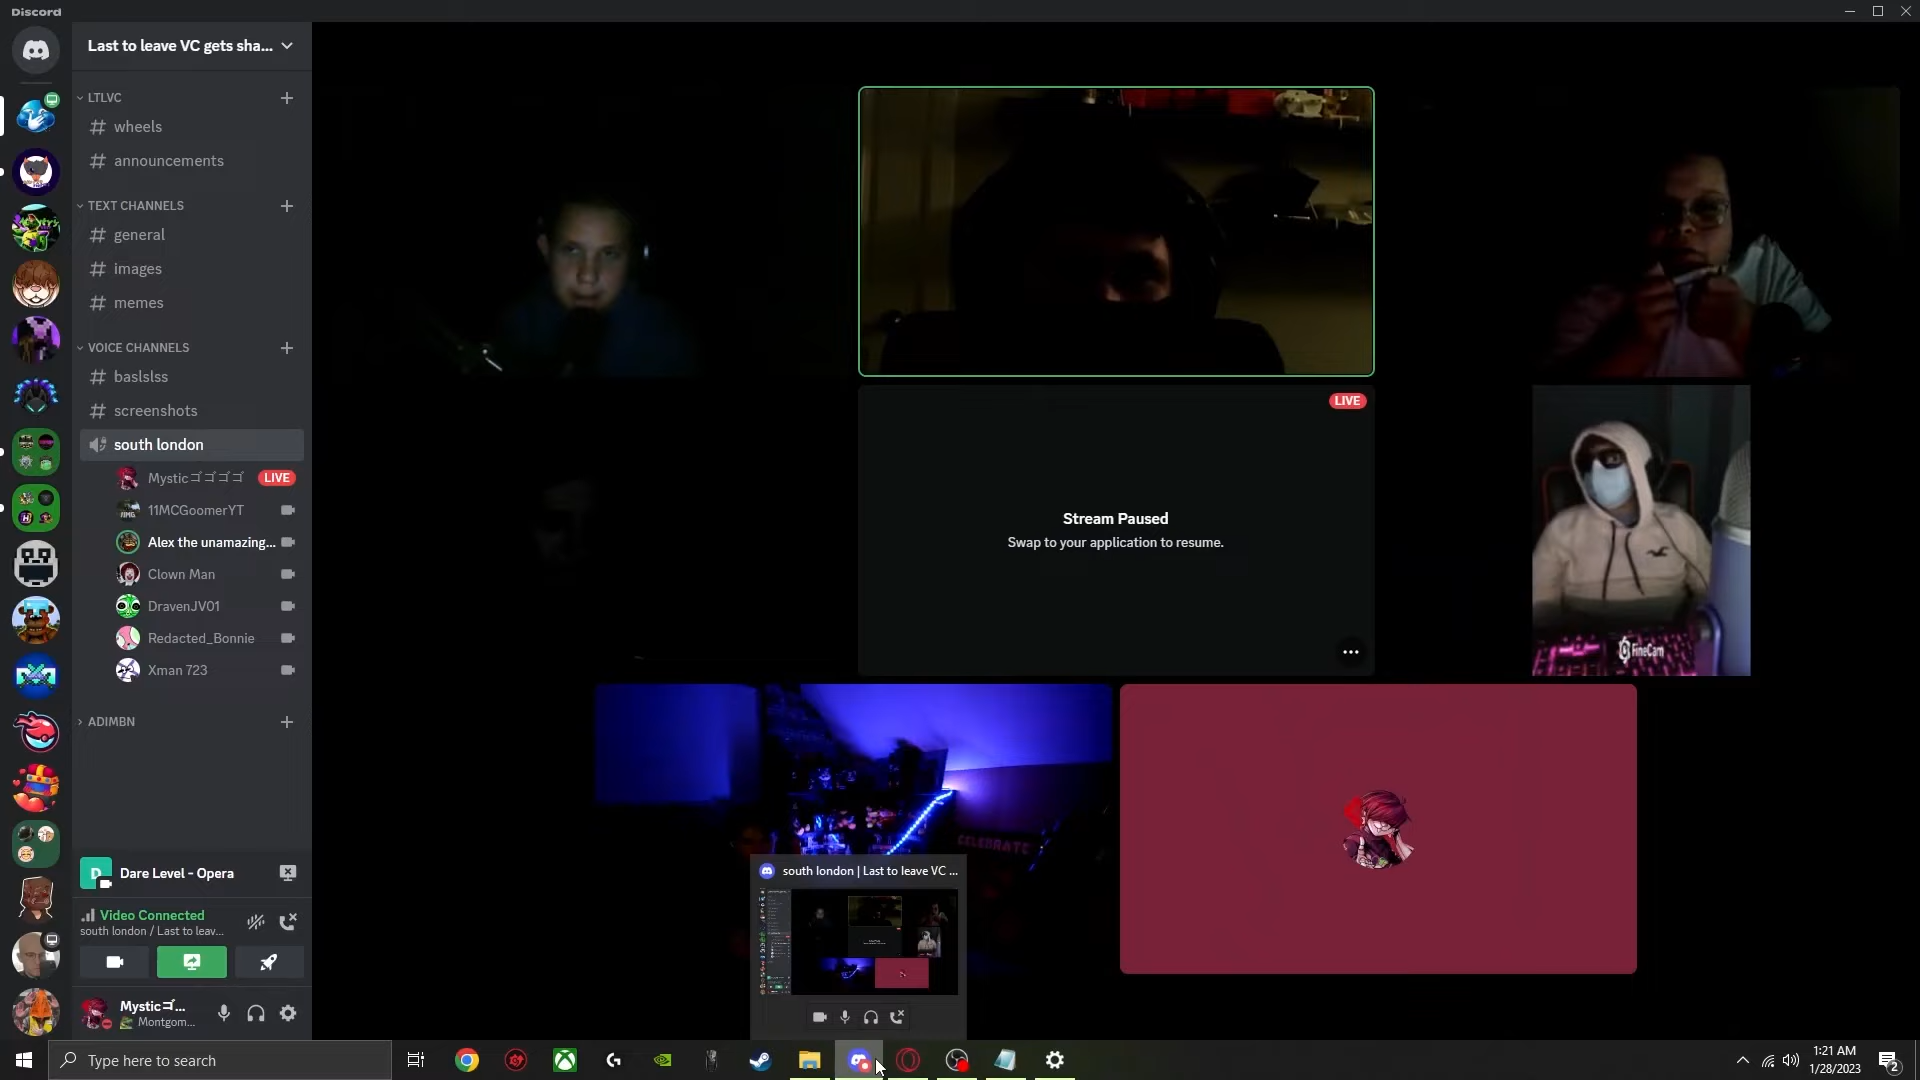 Discord
Last to leave VC gets sha...
LTLVC
wheels
announcements
TEXT CHANNELS
general
images
memes
VOICE CHANNELS
baslslss
screenshots
south london
Mysticゴゴゴゴ LIVE
11MCGoomerYT
Alex the unamazing...
Clown Man
DravenJV01
Redacted_Bonnie
Xman 723
ADIMBN
D Dare Level - Opera
Video Connected
south london / Last to leav...
Mysticゴ...
Montgom...
LIVE
Stream Paused
Swap to your application to resume.
FineCam
CELEBRATE
south london | Last to leave VC ...
Type here to search
1:21 AM
1/28/2023
2